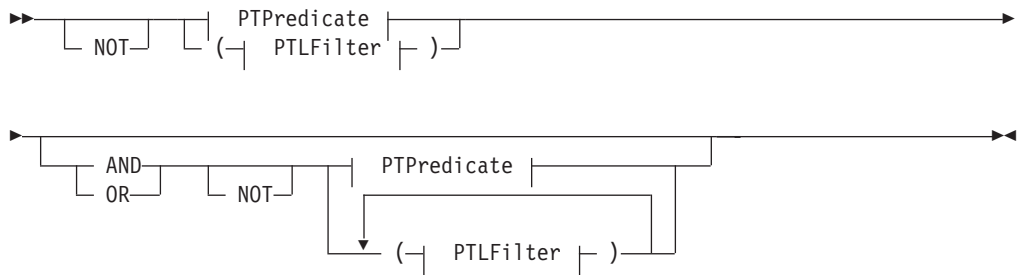 PTPredicate
NOT ( PTLFilter )
AND PTPredicate
OR NOT
( PTLFilter )